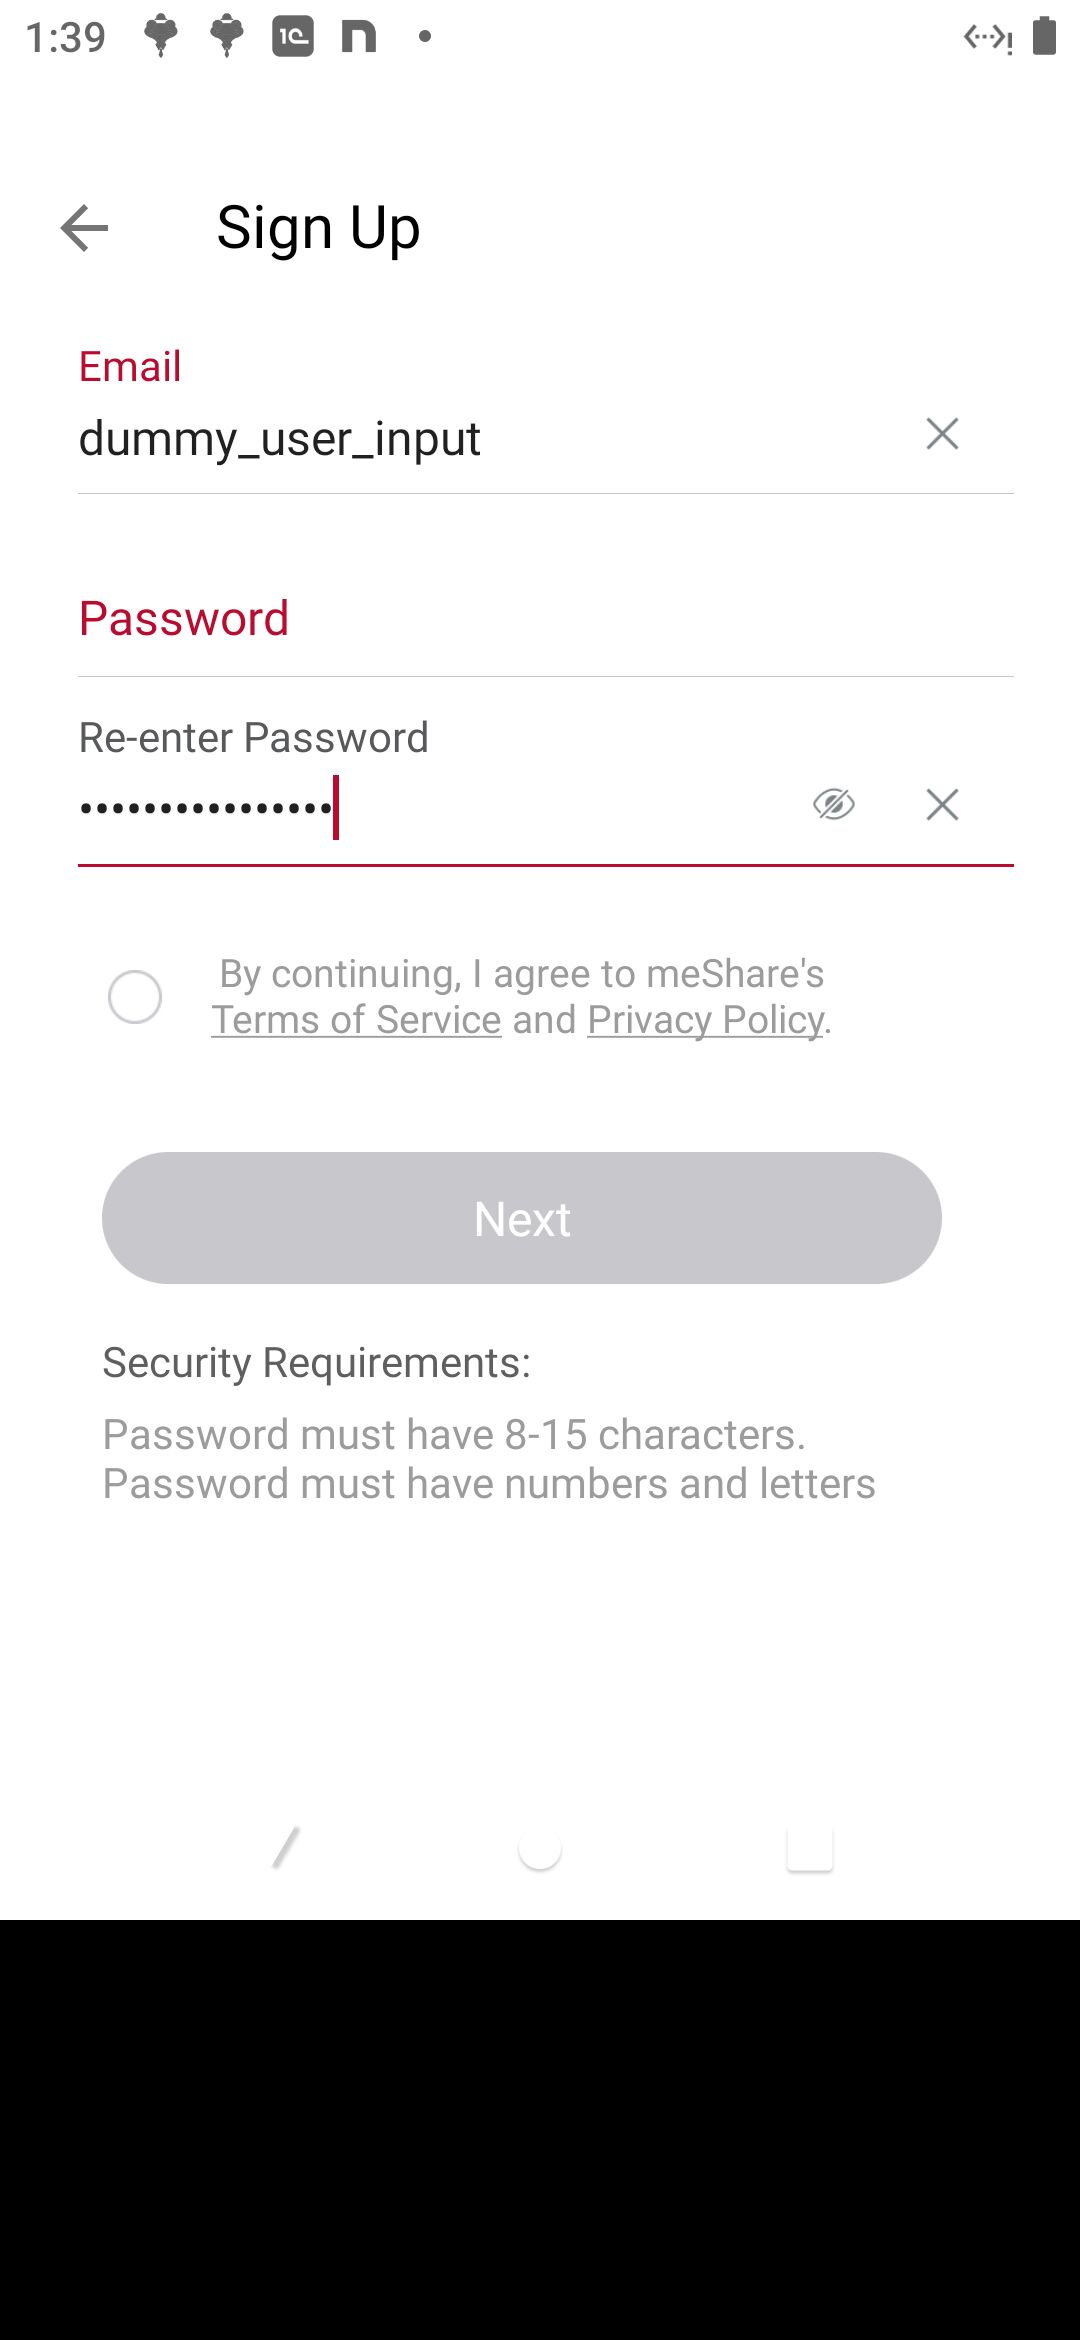 1:39
Sign Up
Email
dummy_user_input
Password
Re-enter Password
••••••••••••••••
By continuing, I agree to meShare's
Terms of Service and Privacy Policy.
Next
Security Requirements:
Password must have 8-15 characters.
Password must have numbers and letters